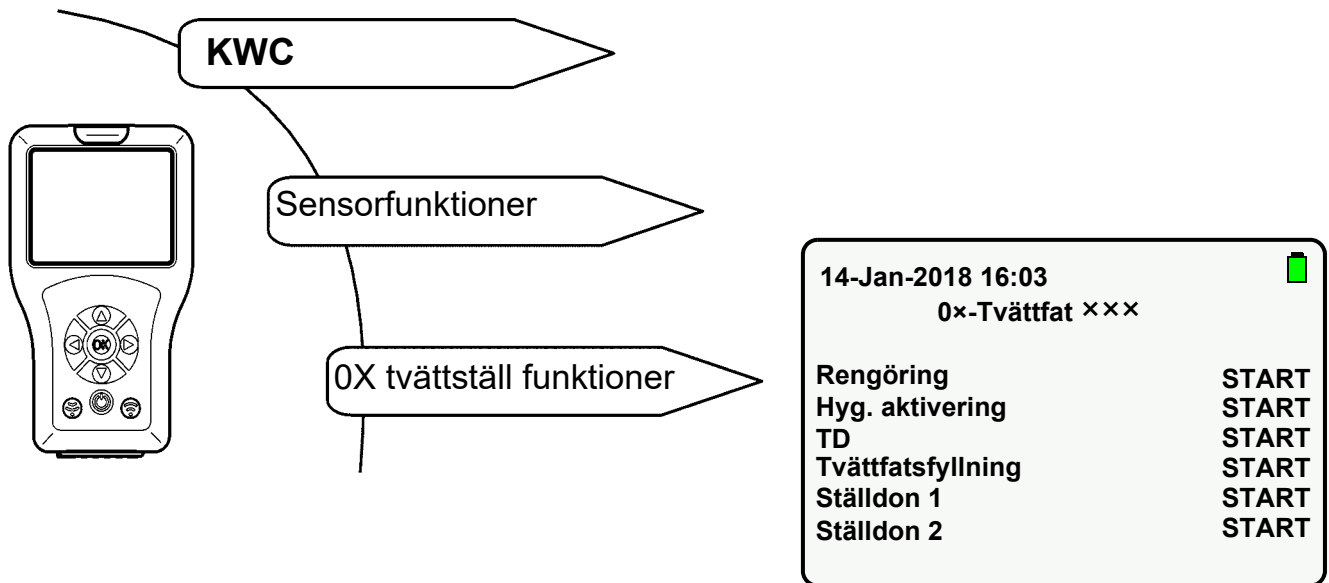 KWC
Sensorfunktioner
0X tvättställ funktioner
OK
14-Jan-2018 16:03
0×-Tvättfat ×××
Rengöring START
Hyg. aktivering START
TD START
Tvättfatsfyllning START
Ställdon 1 START
Ställdon 2 START